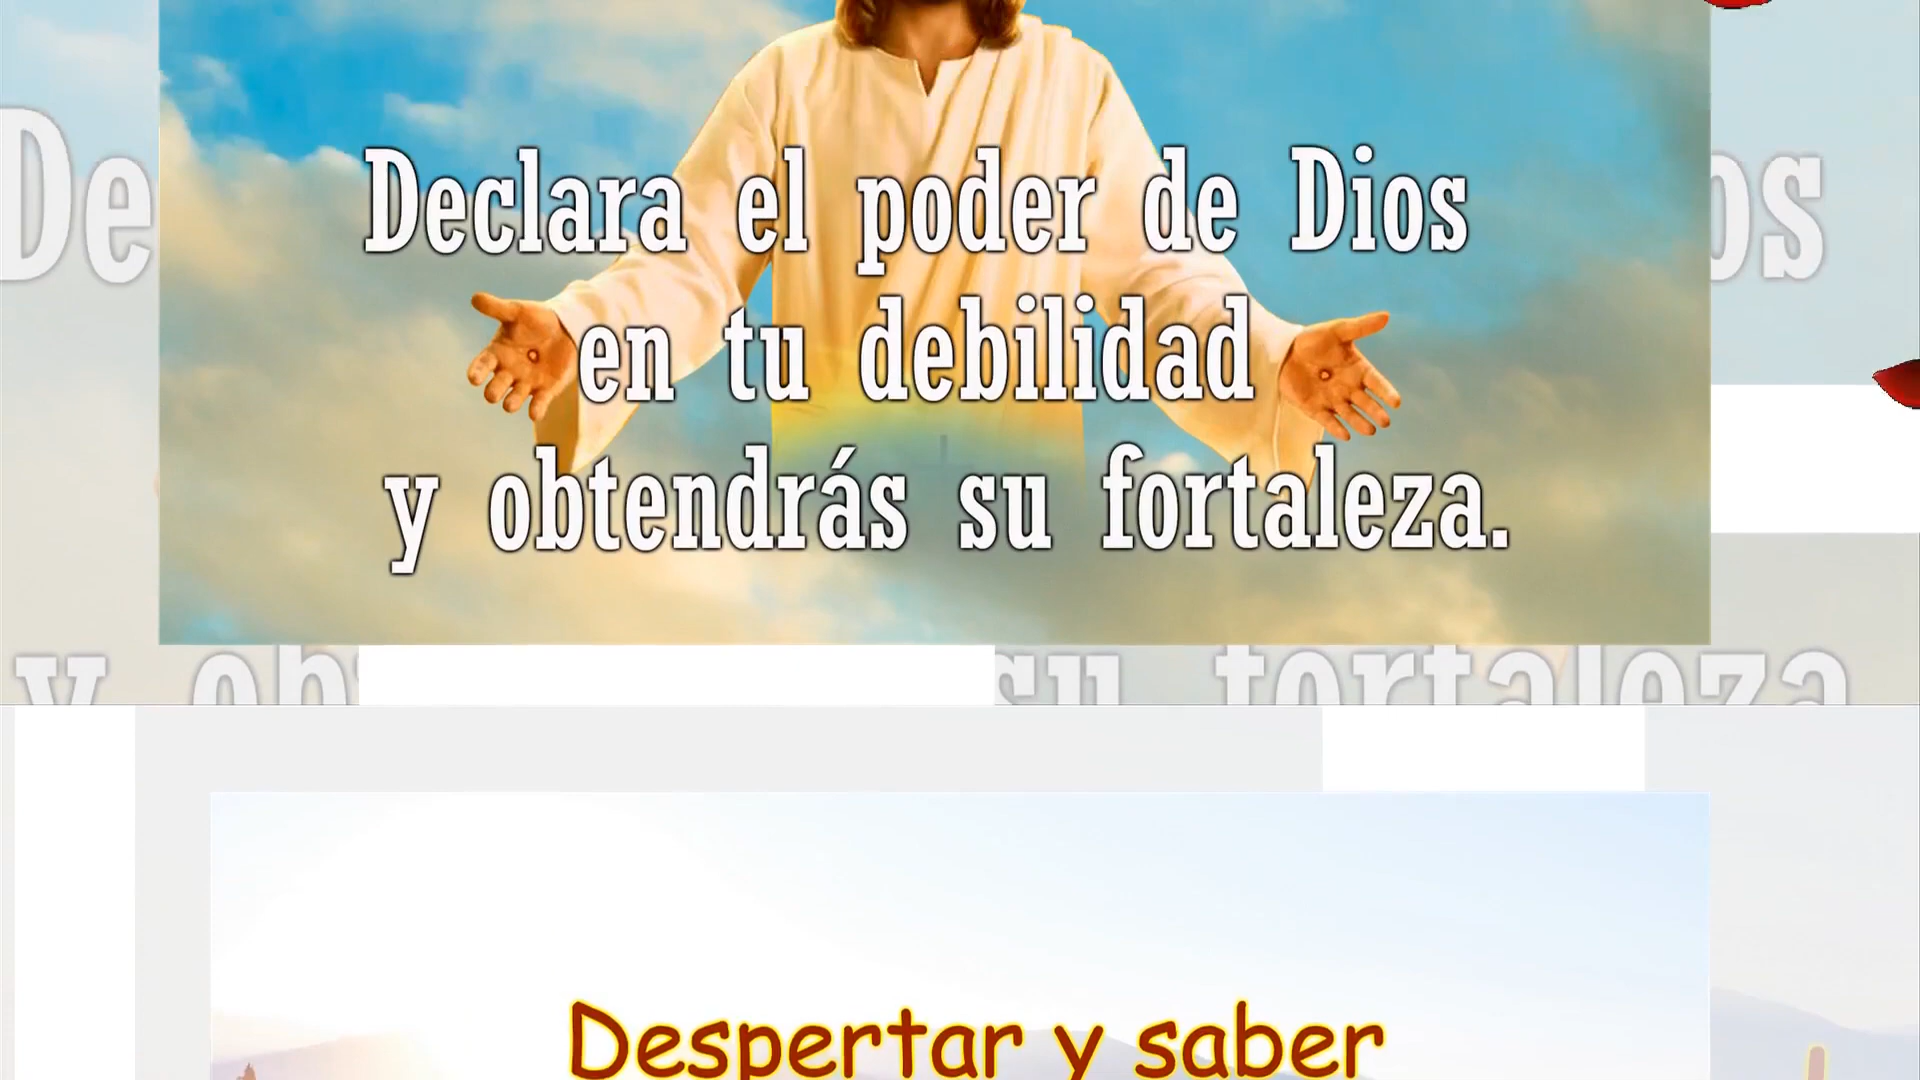 Declara el poder de Dios
en tu debilidad
y obtendrás su fortaleza.
Despertar y saber